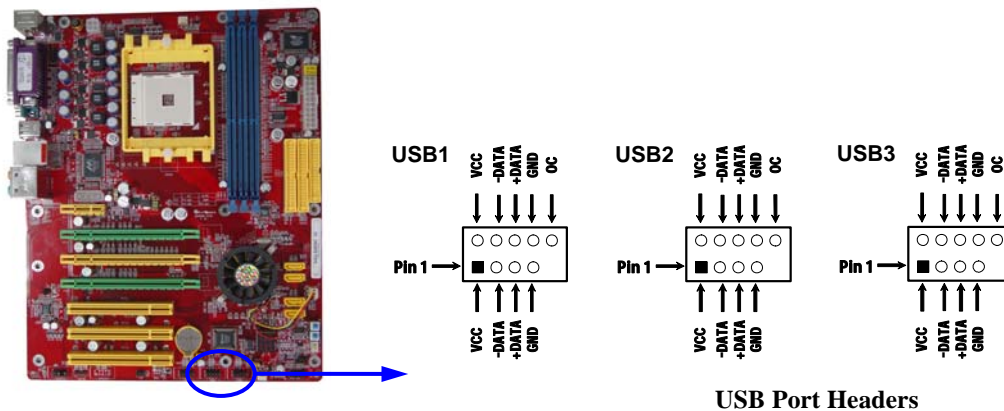 USB1
VCC
-DATA
+DATA
GND
OC
Pin 1
VCC
-DATA
+DATA
GND
USB2
VCC
-DATA
+DATA
GND
OC
Pin 1
VCC
-DATA
+DATA
GND
USB3
VCC
-DATA
+DATA
GND
OC
Pin 1
VCC
-DATA
+DATA
GND
USB Port Headers